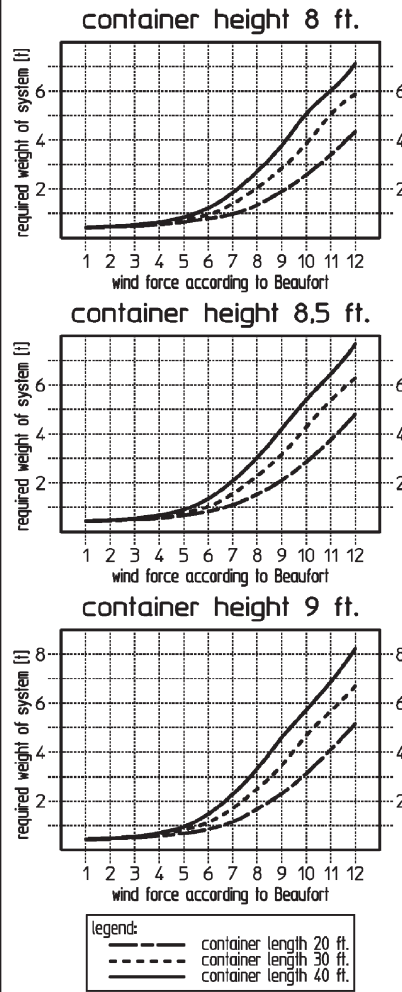 container height 8 ft.
required weight of system [t]
6
4
2
6
4
2
1 2 3 4 5 6 7 8 9 10 11 12
wind force according to Beaufort
container height 8,5 ft.
required weight of system [t]
6
4
2
6
4
2
1 2 3 4 5 6 7 8 9 10 11 12
wind force according to Beaufort
container height 9 ft.
required weight of system [t]
8
6
4
2
8
6
4
2
1 2 3 4 5 6 7 8 9 10 11 12
wind force according to Beaufort
legend:
container length 20 ft.
container length 30 ft.
container length 40 ft.